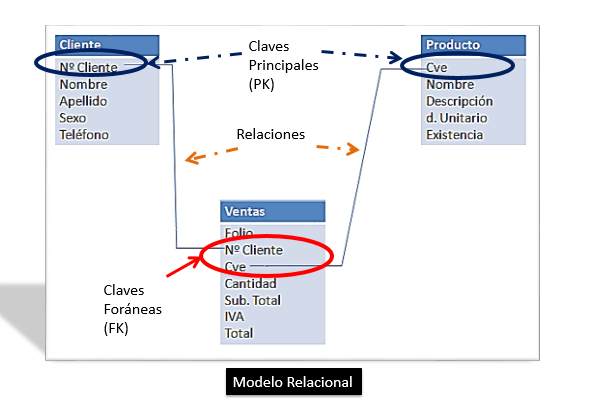 Cliente
Nº Cliente
Nombre
Apellido
Sexo
Teléfono
Claves
Principales
(PK)
Producto
Cve
Nombre
Descripción
d. Unitario
Existencia
Relaciones
Ventas
Folio
Nº Cliente
Cve
Cantidad
Sub. Total
IVA
Total
Claves
Foráneas
(FK)
Modelo Relacional